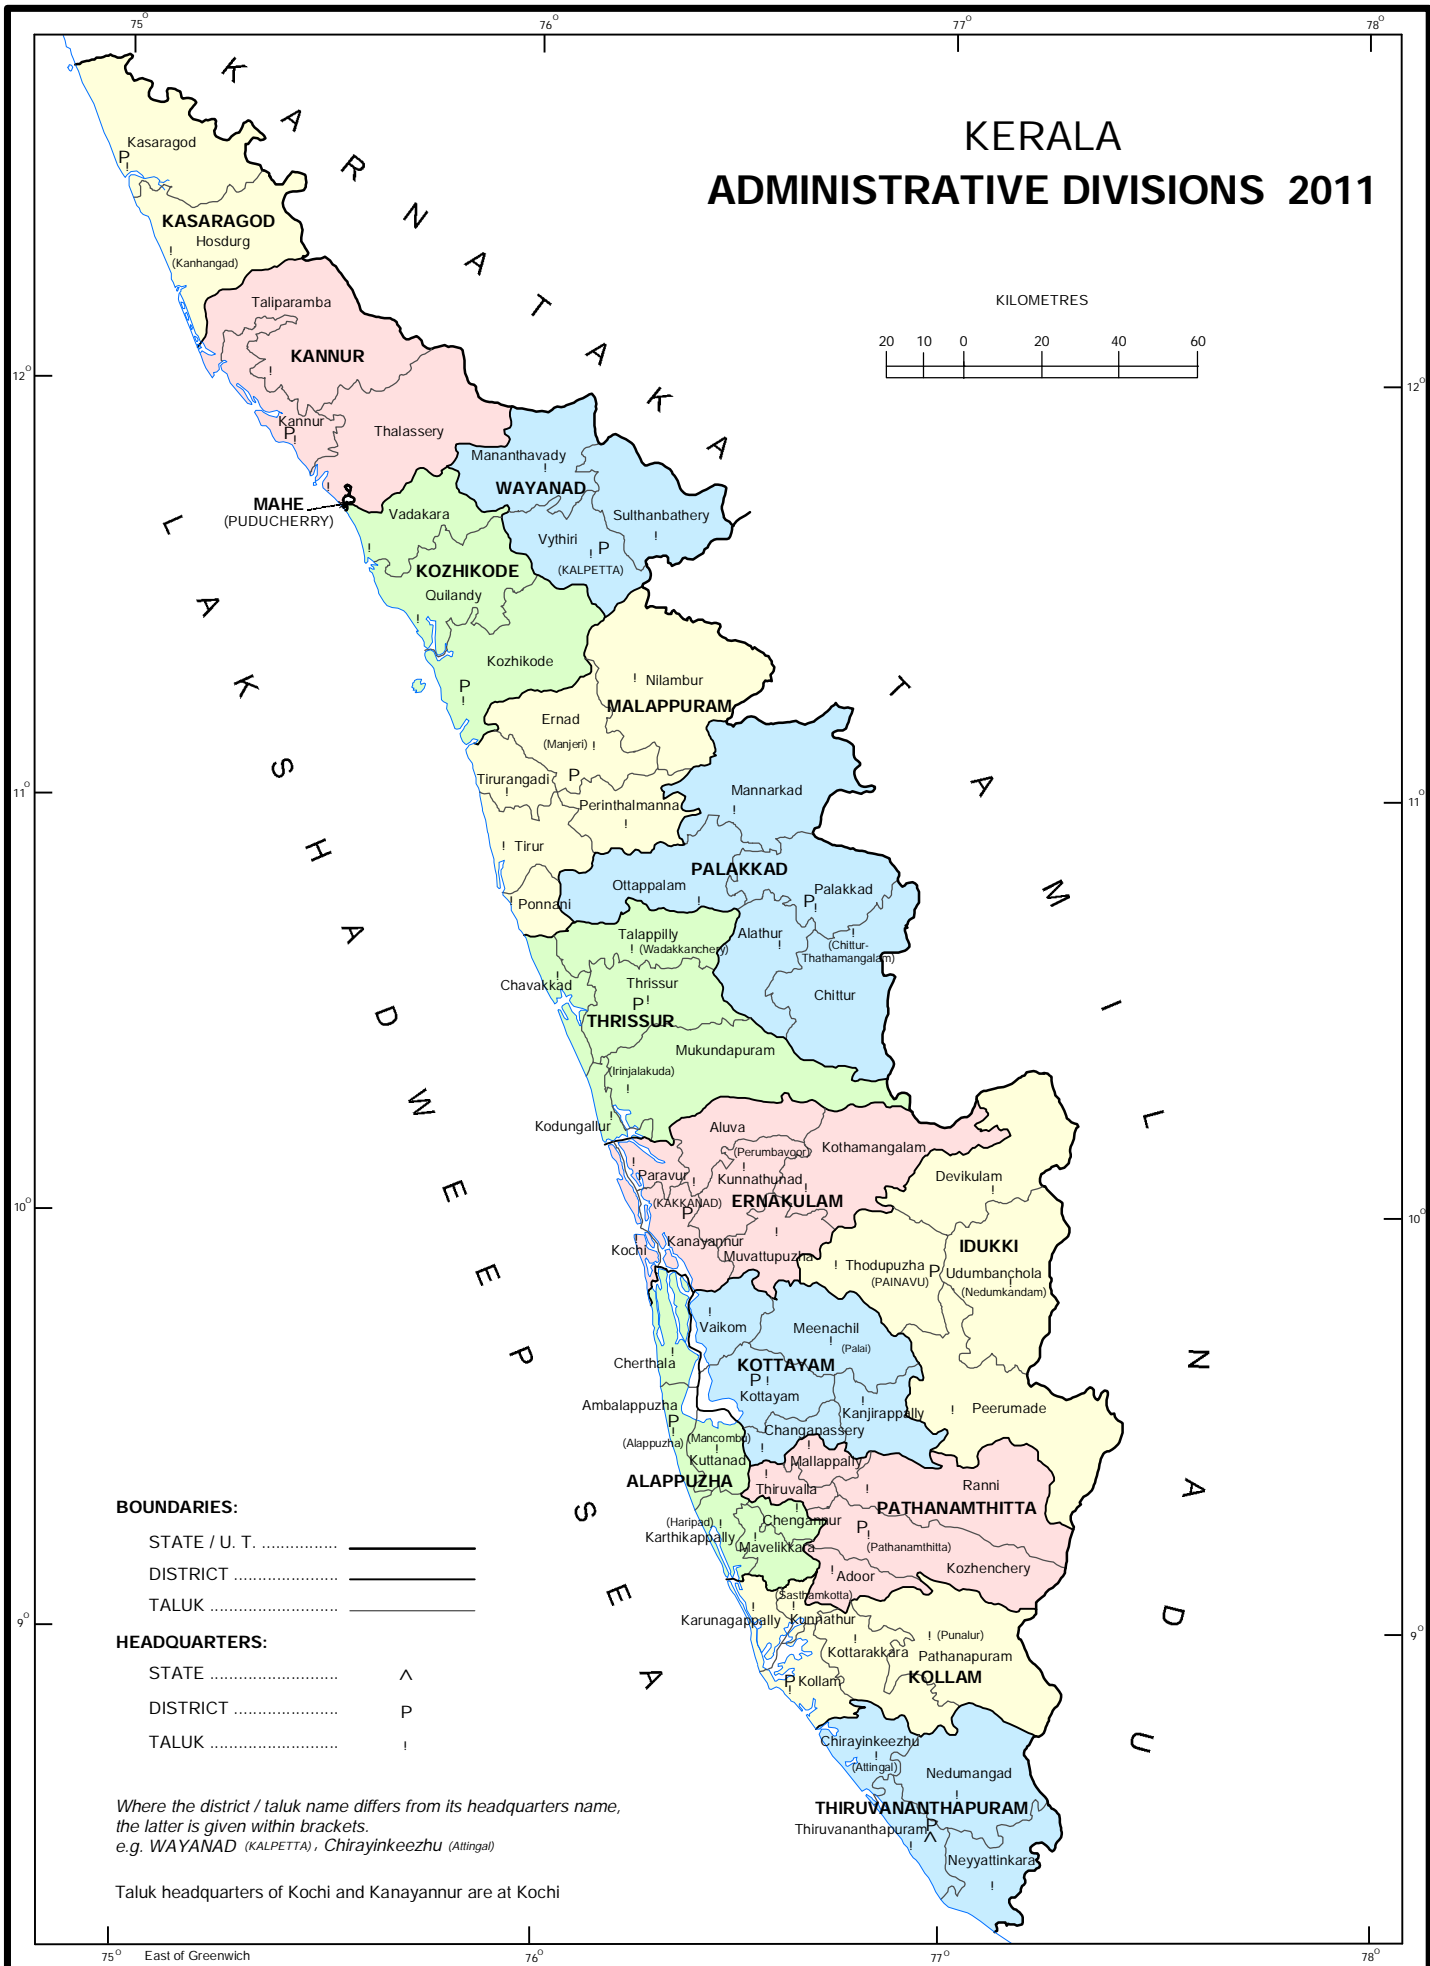 75° 76° 77° 78°
KERALA
ADMINISTRATIVE DIVISIONS 2011
KILOMETRES
20 10 0 20 40 60
KARNATAKA
TAMIL NADU
LAKSHADWEEP SEA
12° 12°
11° 11°
10° 10°
9° 9°
Kasaragod
P
KASARAGOD
Hosdurg
(Kanhangad)
Taliparamba
KANNUR
Kannur
P
Thalassery
MAHE
(PUDUCHERRY)
Mananthavady
WAYANAD
Sulthanbathery
Vythiri
P
(KALPETTA)
Vadakara
KOZHIKODE
Quilandy
Kozhikode
P
Nilambur
MALAPPURAM
Ernad
(Manjeri)
P
Tirurangadi
Perinthalmanna
Tirur
Ponnani
Mannarkad
PALAKKAD
Ottappalam
Palakkad
P
Alathur
(Chittur-
Thathamangalam)
Chittur
Talappilly
(Wadakkanchery)
Chavakkad
Thrissur
P
THRISSUR
Mukundapuram
(Irinjalakuda)
Kodungallur
Aluva
(Perumbavoor)
Kothamangalam
Paravur
Kunnathunad
(KAKKANAD)
ERNAKULAM
P
Kanayannur
Kochi
Muvattupuzha
Devikulam
IDUKKI
Thodupuzha
P
Udumbanchola
(PAINAVU)
(Nedumkandam)
Peerumade
Vaikom
Meenachil
(Palai)
KOTTAYAM
P
Kottayam
Kanjirappally
Changanassery
Cherthala
Ambalappuzha
P
(Alappuzha)
(Mancombu)
Kuttanad
ALAPPUZHA
(Haripad)
Karthikappally
Chengannur
Mavelikkara
Mallappally
Thiruvalla
Ranni
PATHANAMTHITTA
P
(Pathanamthitta)
Kozhenchery
Adoor
(Sasthamkotta)
Karunagappally
Kunnathur
(Punalur)
Kottarakkara
Pathanapuram
KOLLAM
P
Kollam
Chirayinkeezhu
(Attingal)
Nedumangad
THIRUVANANTHAPURAM
Thiruvananthapuram
P
Neyyattinkara
BOUNDARIES:
STATE / U. T. ................
DISTRICT ......................
TALUK ...........................
HEADQUARTERS:
STATE ........................... ^
DISTRICT ...................... P
TALUK ........................... !
Where the district / taluk name differs from its headquarters name,
the latter is given within brackets.
e.g. WAYANAD (KALPETTA), Chirayinkeezhu (Attingal)
Taluk headquarters of Kochi and Kanayannur are at Kochi
75° East of Greenwich 76° 77° 78°